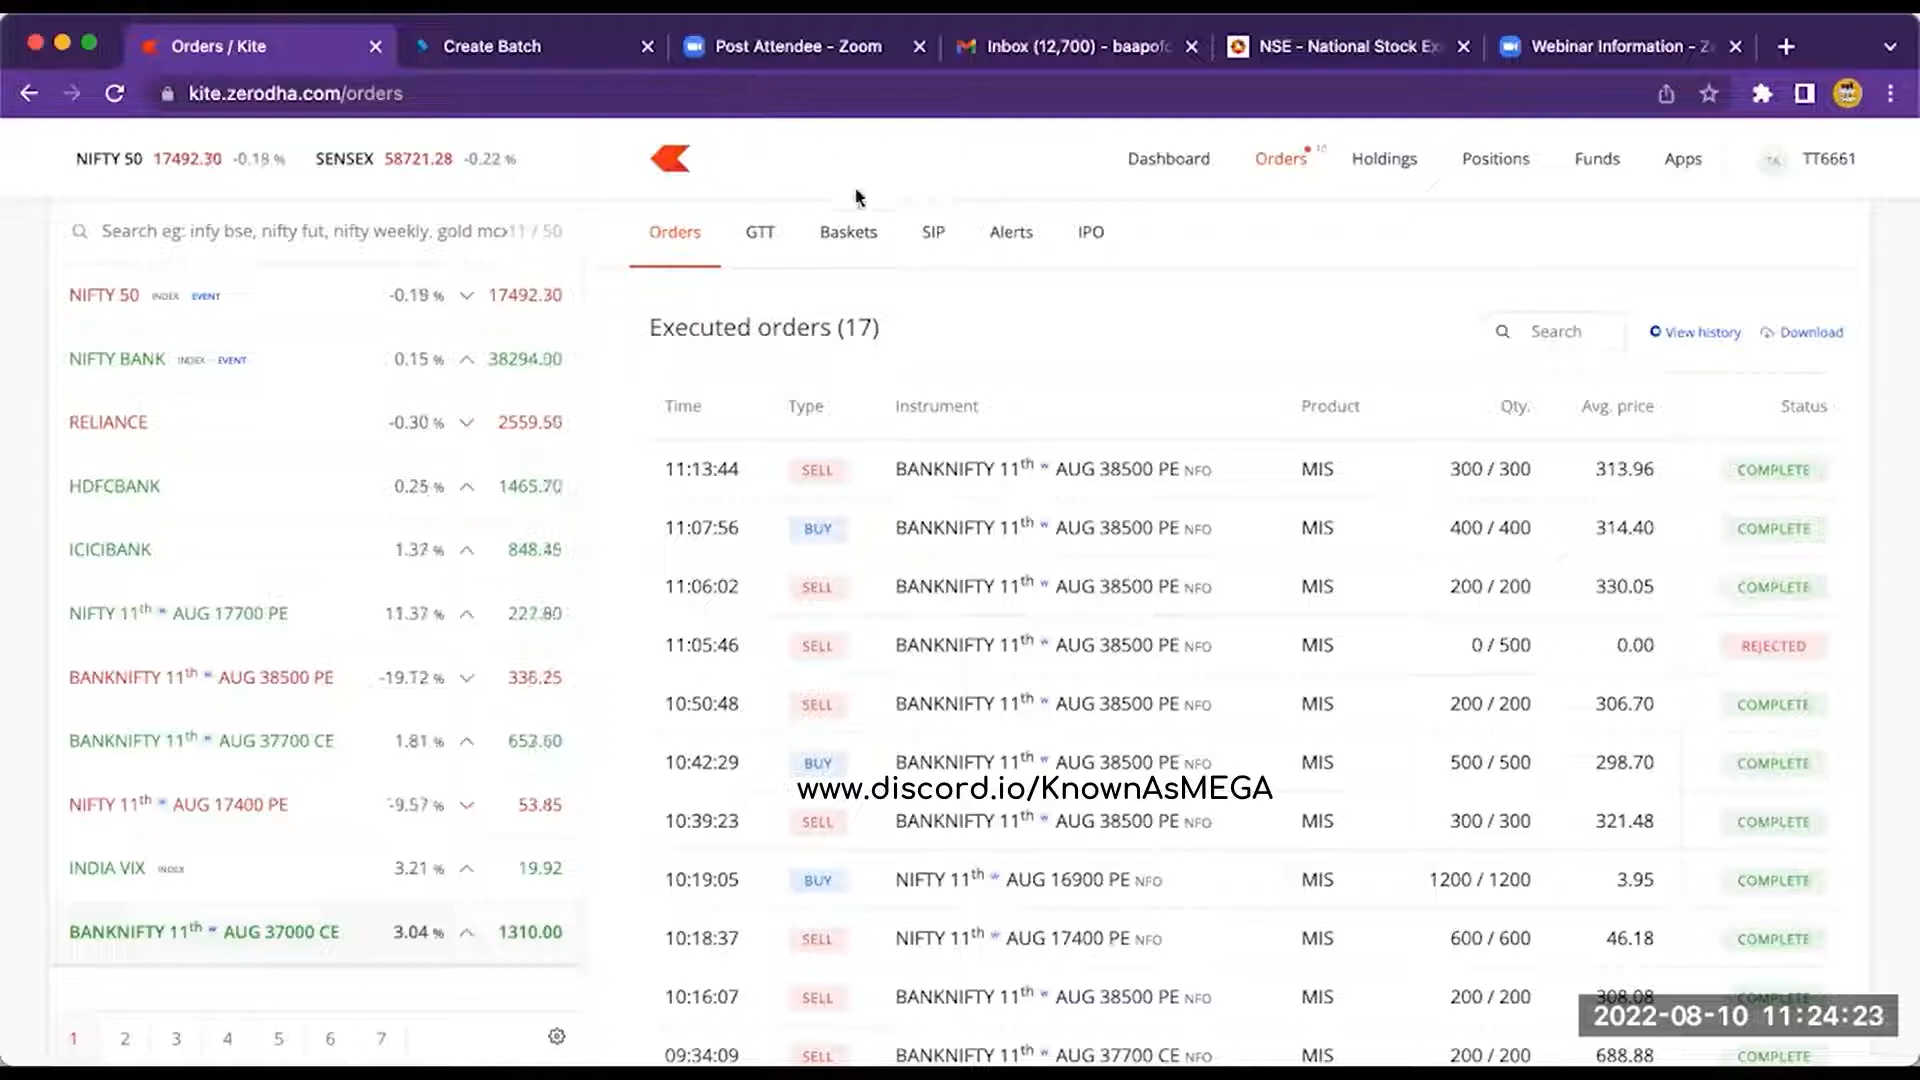 Orders / Kite
Create Batch
Post Attendee - Zoom
Inbox (12,700) - baapofc
NSE - National Stock Ex
Webinar Information - Z
kite.zerodha.com/orders
NIFTY 50 17492.30 -0.18 % SENSEX 58721.28 -0.22 %
Dashboard Orders 10 Holdings Positions Funds Apps TT6661
Search eg: infy bse, nifty fut, nifty weekly, gold mcx 11 / 50
NIFTY 50 INDEX EVENT -0.19 % 17492.30
NIFTY BANK INDEX EVENT 0.15 % 38294.00
RELIANCE -0.30 % 2559.50
HDFCBANK 0.25 % 1465.70
ICICIBANK 1.37 % 848.45
NIFTY 11th w AUG 17700 PE 11.37 % 222.80
BANKNIFTY 11th w AUG 38500 PE -19.72 % 336.25
BANKNIFTY 11th w AUG 37700 CE 1.81 % 653.60
NIFTY 11th w AUG 17400 PE -9.57 % 53.85
INDIA VIX INDEX 3.21 % 19.92
BANKNIFTY 11th w AUG 37000 CE 3.04 % 1310.00
1 2 3 4 5 6 7
Orders GTT Baskets SIP Alerts IPO
Executed orders (17)
Search View history Download
Time Type Instrument Product Qty. Avg. price Status
11:13:44 SELL BANKNIFTY 11th w AUG 38500 PE NFO MIS 300 / 300 313.96 COMPLETE
11:07:56 BUY BANKNIFTY 11th w AUG 38500 PE NFO MIS 400 / 400 314.40 COMPLETE
11:06:02 SELL BANKNIFTY 11th w AUG 38500 PE NFO MIS 200 / 200 330.05 COMPLETE
11:05:46 SELL BANKNIFTY 11th w AUG 38500 PE NFO MIS 0 / 500 0.00 REJECTED
10:50:48 SELL BANKNIFTY 11th w AUG 38500 PE NFO MIS 200 / 200 306.70 COMPLETE
10:42:29 BUY BANKNIFTY 11th w AUG 38500 PE NFO MIS 500 / 500 298.70 COMPLETE
www.discord.io/KnownAsMEGA
10:39:23 SELL BANKNIFTY 11th w AUG 38500 PE NFO MIS 300 / 300 321.48 COMPLETE
10:19:05 BUY NIFTY 11th w AUG 16900 PE NFO MIS 1200 / 1200 3.95 COMPLETE
10:18:37 SELL NIFTY 11th w AUG 17400 PE NFO MIS 600 / 600 46.18 COMPLETE
10:16:07 SELL BANKNIFTY 11th w AUG 38500 PE NFO MIS 200 / 200 308.08 COMPLETE
2022-08-10 11:24:23
09:34:09 SELL BANKNIFTY 11th w AUG 37700 CE NFO MIS 200 / 200 688.88 COMPLETE